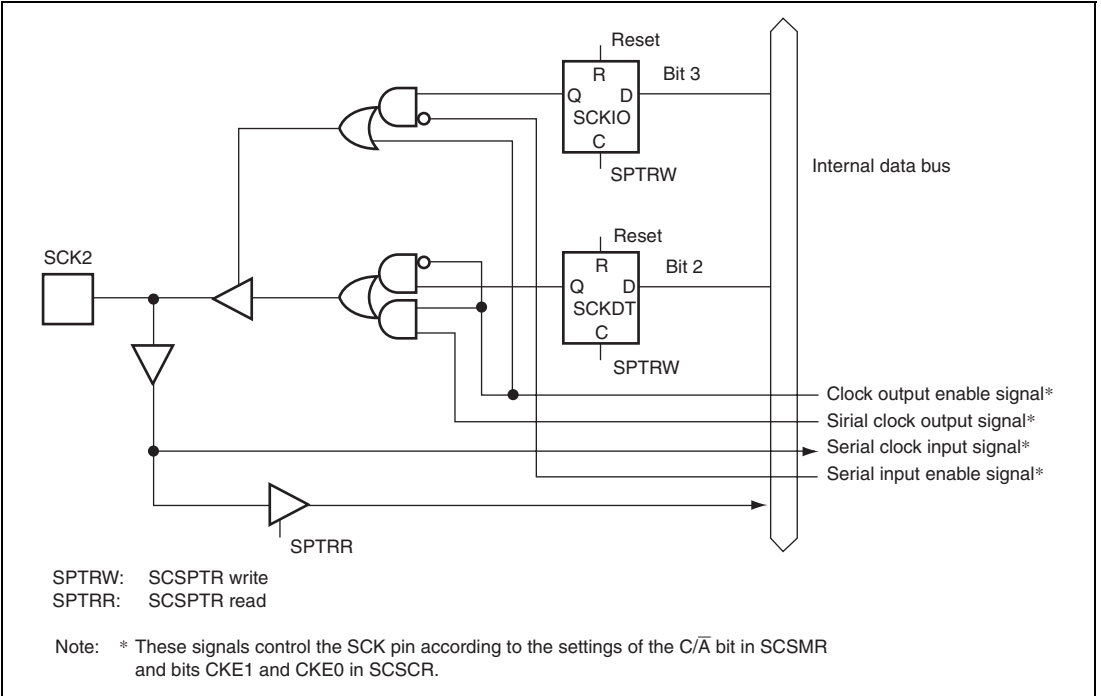 Reset
R
Bit 3
Q
D
SCKIO
C
SPTRW
Internal data bus
Reset
R
Bit 2
Q
D
SCKDT
C
SPTRW
SCK2
Clock output enable signal*
Sirial clock output signal*
Serial clock input signal*
Serial input enable signal*
SPTRR
SPTRW: SCSPTR write
SPTRR: SCSPTR read
Note: * These signals control the SCK pin according to the settings of the C/A̅ bit in SCSMR
and bits CKE1 and CKE0 in SCSCR.